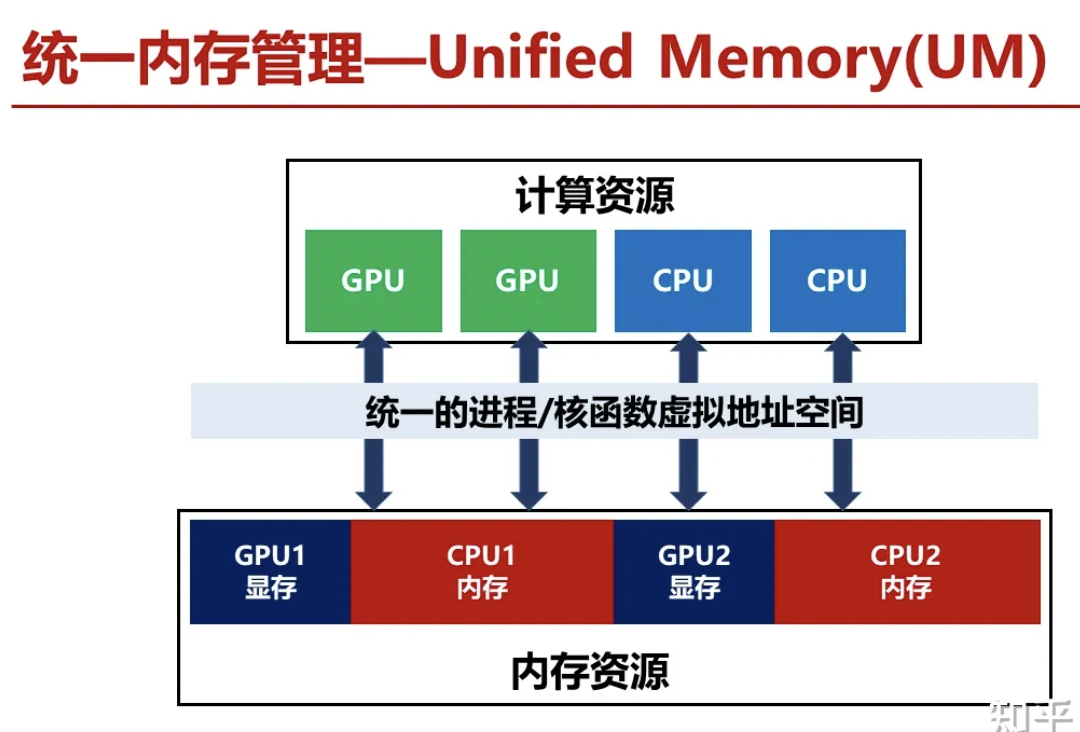 统一内存管理—Unified Memory(UM)
计算资源
GPU
GPU
CPU
CPU
统一的进程/核函数虚拟地址空间
GPU1
显存
CPU1
内存
GPU2
显存
CPU2
内存
内存资源
知乎